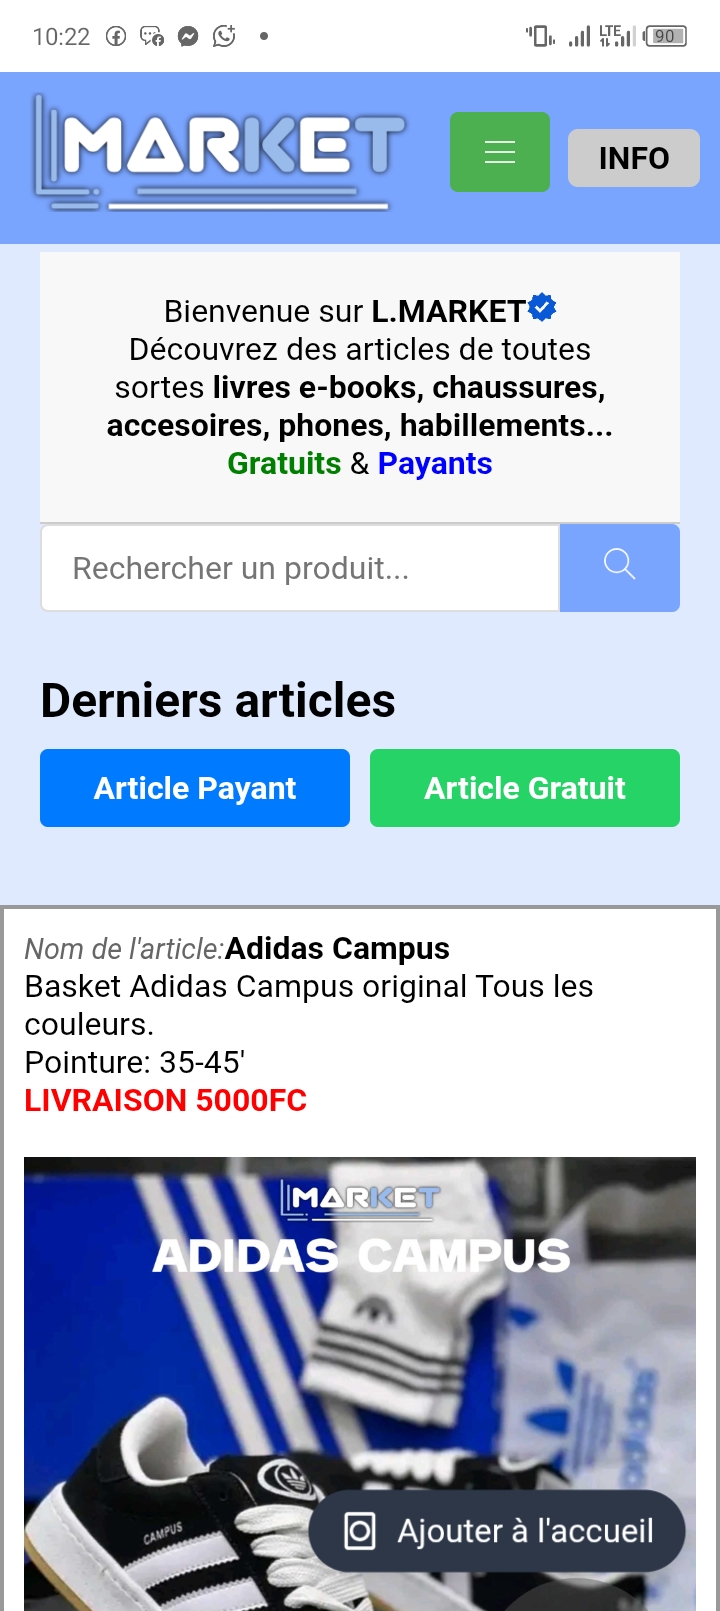 10:22
LTE
90
MARKET
INFO
Bienvenue sur L.MARKET
Découvrez des articles de toutes
sortes livres e-books, chaussures,
accesoires, phones, habillements...
Gratuits & Payants
Rechercher un produit...
Derniers articles
Article Payant
Article Gratuit
Nom de l'article:Adidas Campus
Basket Adidas Campus original Tous les
couleurs.
Pointure: 35-45'
LIVRAISON 5000FC
MARKET
ADIDAS CAMPUS
adidas
CAMPUS
Ajouter à l'accueil